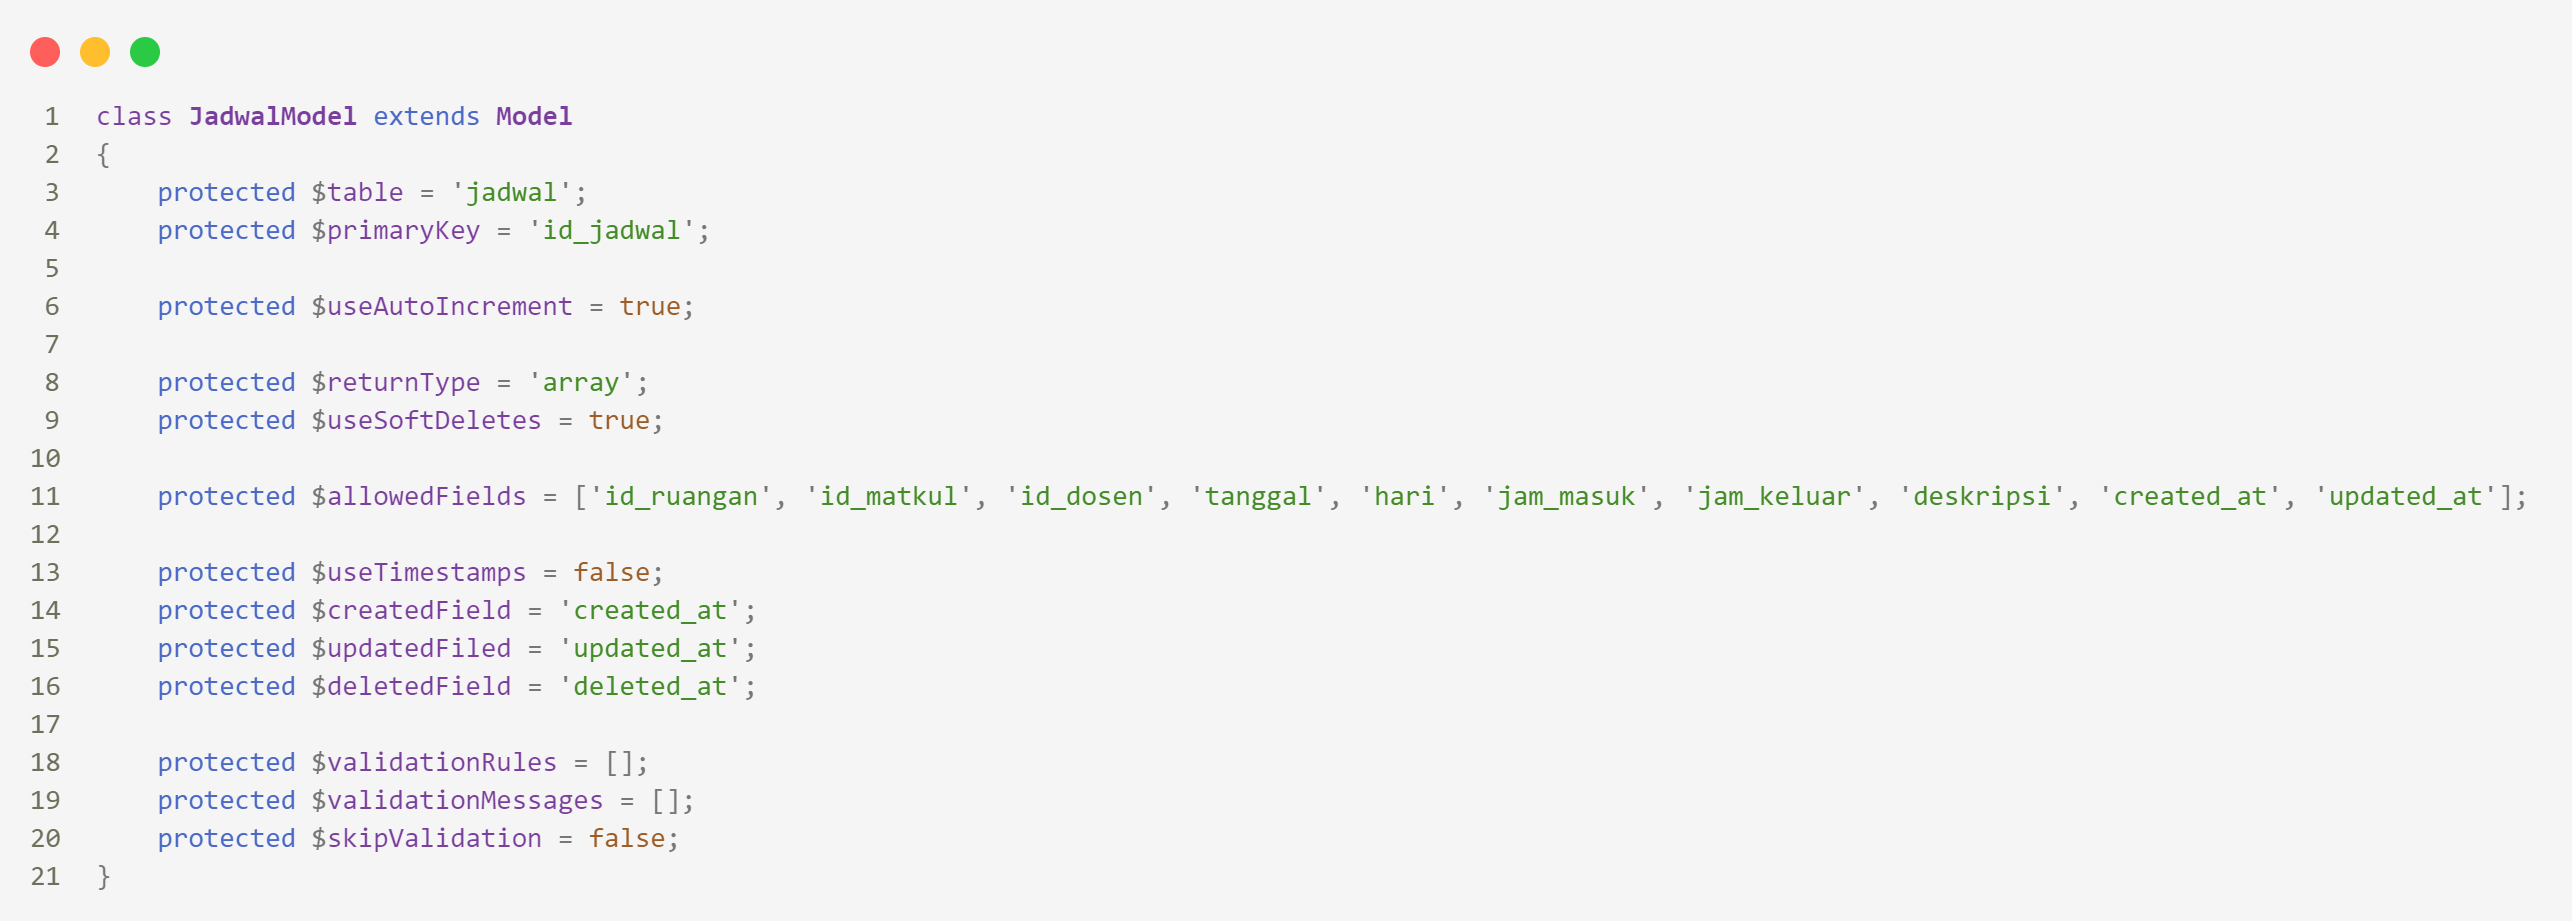 1 class JadwalModel extends Model
2 {
3     protected $table = 'jadwal';
4     protected $primaryKey = 'id_jadwal';
5
6     protected $useAutoIncrement = true;
7
8     protected $returnType = 'array';
9     protected $useSoftDeletes = true;
10
11     protected $allowedFields = ['id_ruangan', 'id_matkul', 'id_dosen', 'tanggal', 'hari', 'jam_masuk', 'jam_keluar', 'deskripsi', 'created_at', 'updated_at'];
12
13     protected $useTimestamps = false;
14     protected $createdField = 'created_at';
15     protected $updatedFiled = 'updated_at';
16     protected $deletedField = 'deleted_at';
17
18     protected $validationRules = [];
19     protected $validationMessages = [];
20     protected $skipValidation = false;
21 }